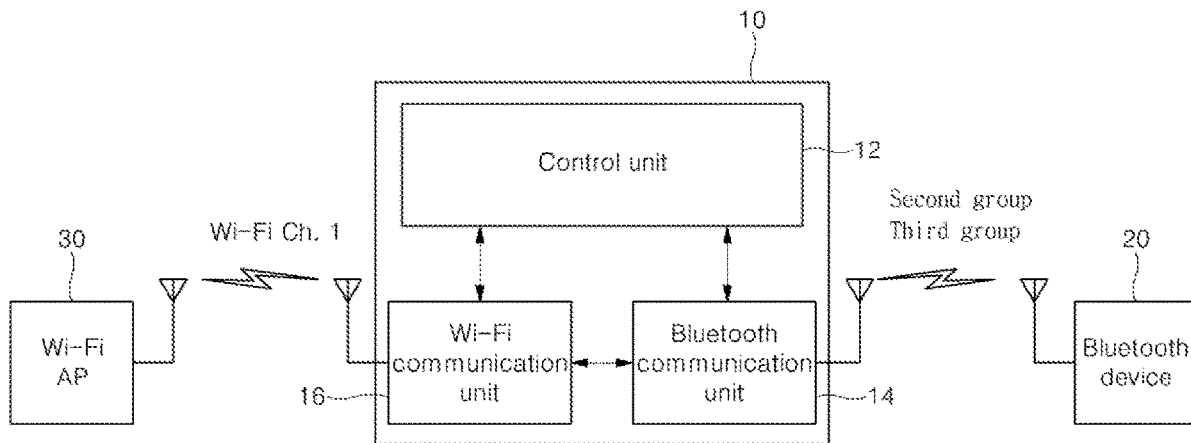 10
Control unit
12
Second group
Third group
Wi-Fi Ch. 1
30
20
Wi-Fi
AP
Wi-Fi
communication
unit
16
Bluetooth
communication
unit
14
Bluetooth
device